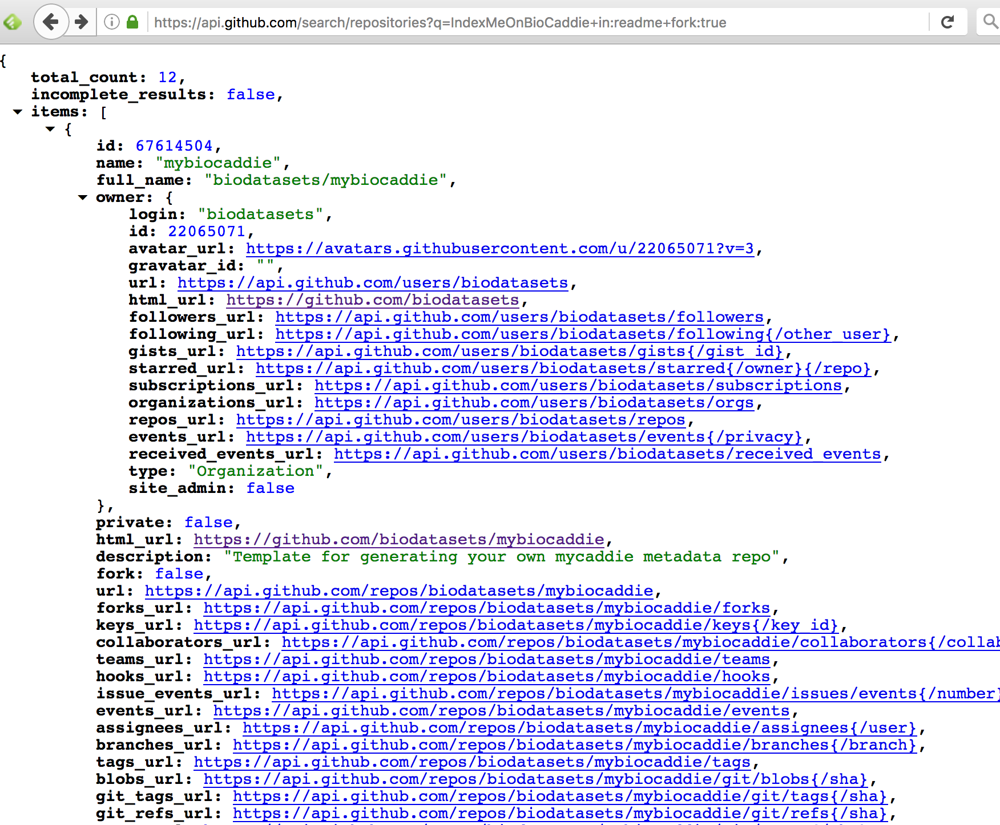 https://api.github.com/search/repositories?q=IndexMeOnBioCaddie+in:readme+fork:true
{
total_count: 12,
incomplete_results: false,
items: [
{
id: 67614504,
name: "mybiocaddie",
full_name: "biodatasets/mybiocaddie",
owner: {
login: "biodatasets",
id: 22065071,
avatar_url: https://avatars.githubusercontent.com/u/22065071?v=3,
gravatar_id: "",
url: https://api.github.com/users/biodatasets,
html_url: https://github.com/biodatasets,
followers_url: https://api.github.com/users/biodatasets/followers,
following_url: https://api.github.com/users/biodatasets/following{/other_user},
gists_url: https://api.github.com/users/biodatasets/gists{/gist_id},
starred_url: https://api.github.com/users/biodatasets/starred{/owner}{/repo},
subscriptions_url: https://api.github.com/users/biodatasets/subscriptions,
organizations_url: https://api.github.com/users/biodatasets/orgs,
repos_url: https://api.github.com/users/biodatasets/repos,
events_url: https://api.github.com/users/biodatasets/events{/privacy},
received_events_url: https://api.github.com/users/biodatasets/received_events,
type: "Organization",
site_admin: false
},
private: false,
html_url: https://github.com/biodatasets/mybiocaddie,
description: "Template for generating your own mycaddie metadata repo",
fork: false,
url: https://api.github.com/repos/biodatasets/mybiocaddie,
forks_url: https://api.github.com/repos/biodatasets/mybiocaddie/forks,
keys_url: https://api.github.com/repos/biodatasets/mybiocaddie/keys{/key_id},
collaborators_url: https://api.github.com/repos/biodatasets/mybiocaddie/collaborators{/collab
teams_url: https://api.github.com/repos/biodatasets/mybiocaddie/teams,
hooks_url: https://api.github.com/repos/biodatasets/mybiocaddie/hooks,
issue_events_url: https://api.github.com/repos/biodatasets/mybiocaddie/issues/events{/number}
events_url: https://api.github.com/repos/biodatasets/mybiocaddie/events,
assignees_url: https://api.github.com/repos/biodatasets/mybiocaddie/assignees{/user},
branches_url: https://api.github.com/repos/biodatasets/mybiocaddie/branches{/branch},
tags_url: https://api.github.com/repos/biodatasets/mybiocaddie/tags,
blobs_url: https://api.github.com/repos/biodatasets/mybiocaddie/git/blobs{/sha},
git_tags_url: https://api.github.com/repos/biodatasets/mybiocaddie/git/tags{/sha},
git_refs_url: https://api.github.com/repos/biodatasets/mybiocaddie/git/refs{/sha},